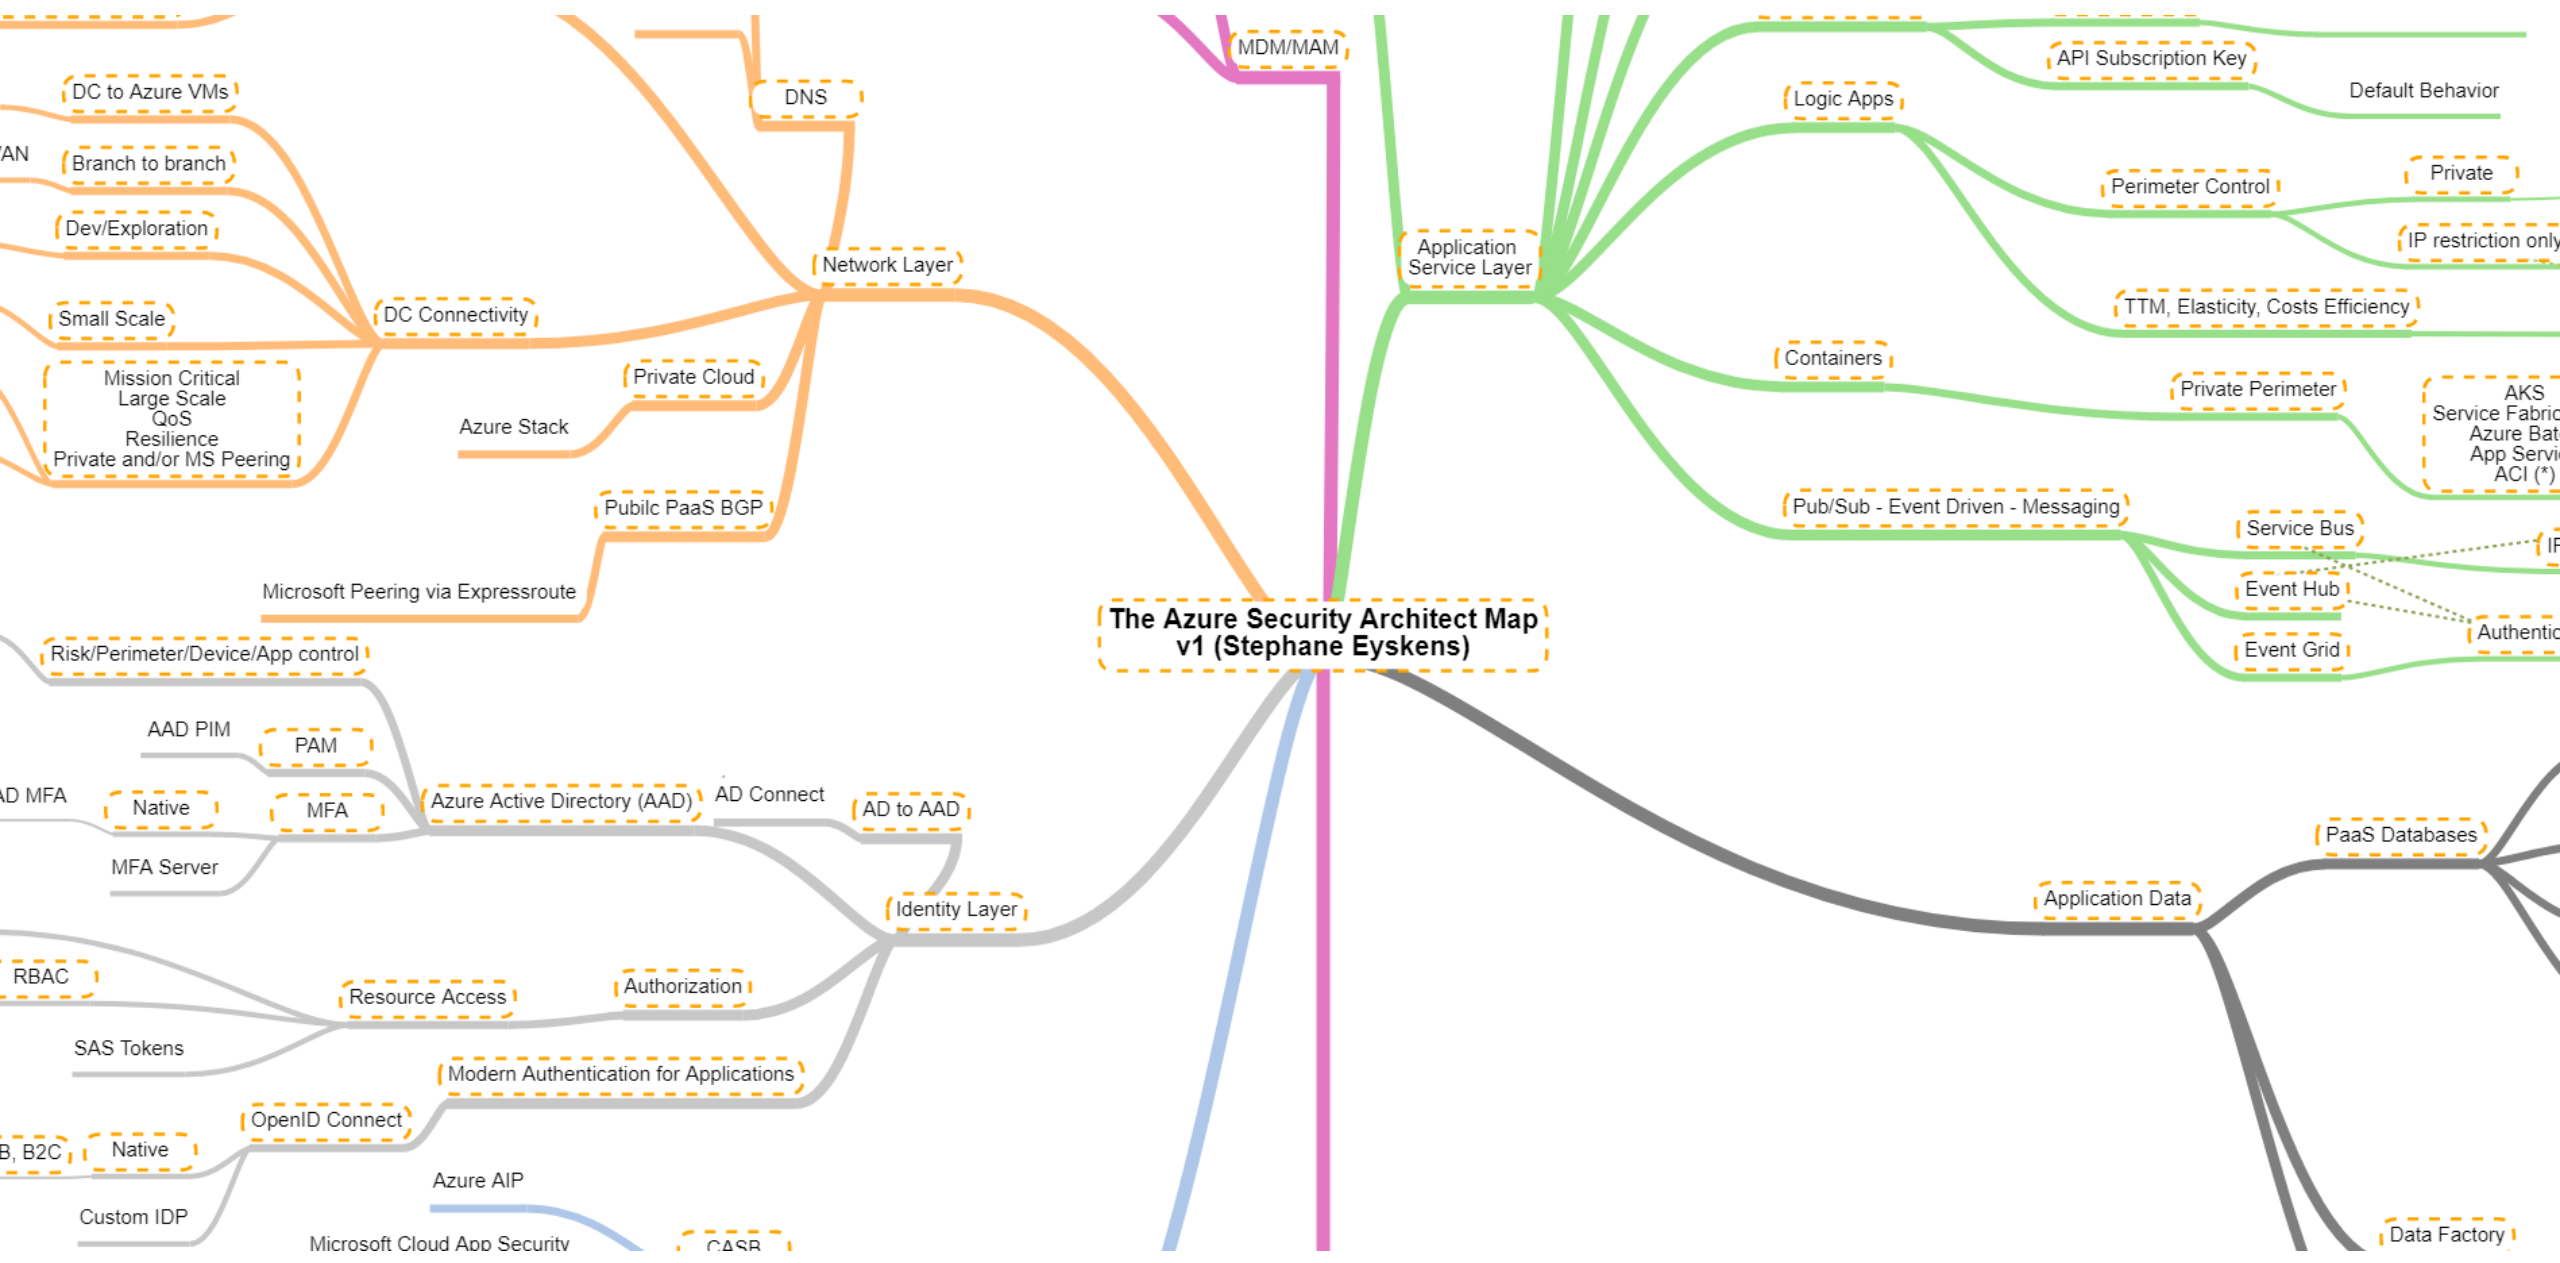 MDM/MAM
API Subscription Key
Default Behavior
DC to Azure VMs
DNS
Logic Apps
Branch to branch
Private
Perimeter Control
Dev/Exploration
IP restriction only
Application
Service Layer
Network Layer
TTM, Elasticity, Costs Efficiency
Small Scale
DC Connectivity
Containers
Private Cloud
Private Perimeter
Mission Critical
Large Scale
QoS
Resilience
Private and/or MS Peering
Azure Stack
AKS
Service
Azure
App
ACI (*)
Pubilc PaaS BGP
Pub/Sub - Event Driven - Messaging
Service Bus
Event Hub
Event Grid
Microsoft Peering via Expressroute
The Azure Security Architect Map
v1 (Stephane Eyskens)
Risk/Perimeter/Device/App control
AAD PIM
PAM
MFA
Native
MFA
MFA Server
Azure Active Directory (AAD)
AD Connect
AD to AAD
PaaS Databases
Application Data
Identity Layer
RBAC
Resource Access
Authorization
SAS Tokens
Modern Authentication for Applications
OpenID Connect
B2C
Native
Custom IDP
Azure AIP
Microsoft Cloud App Security
CASB
Data Factory